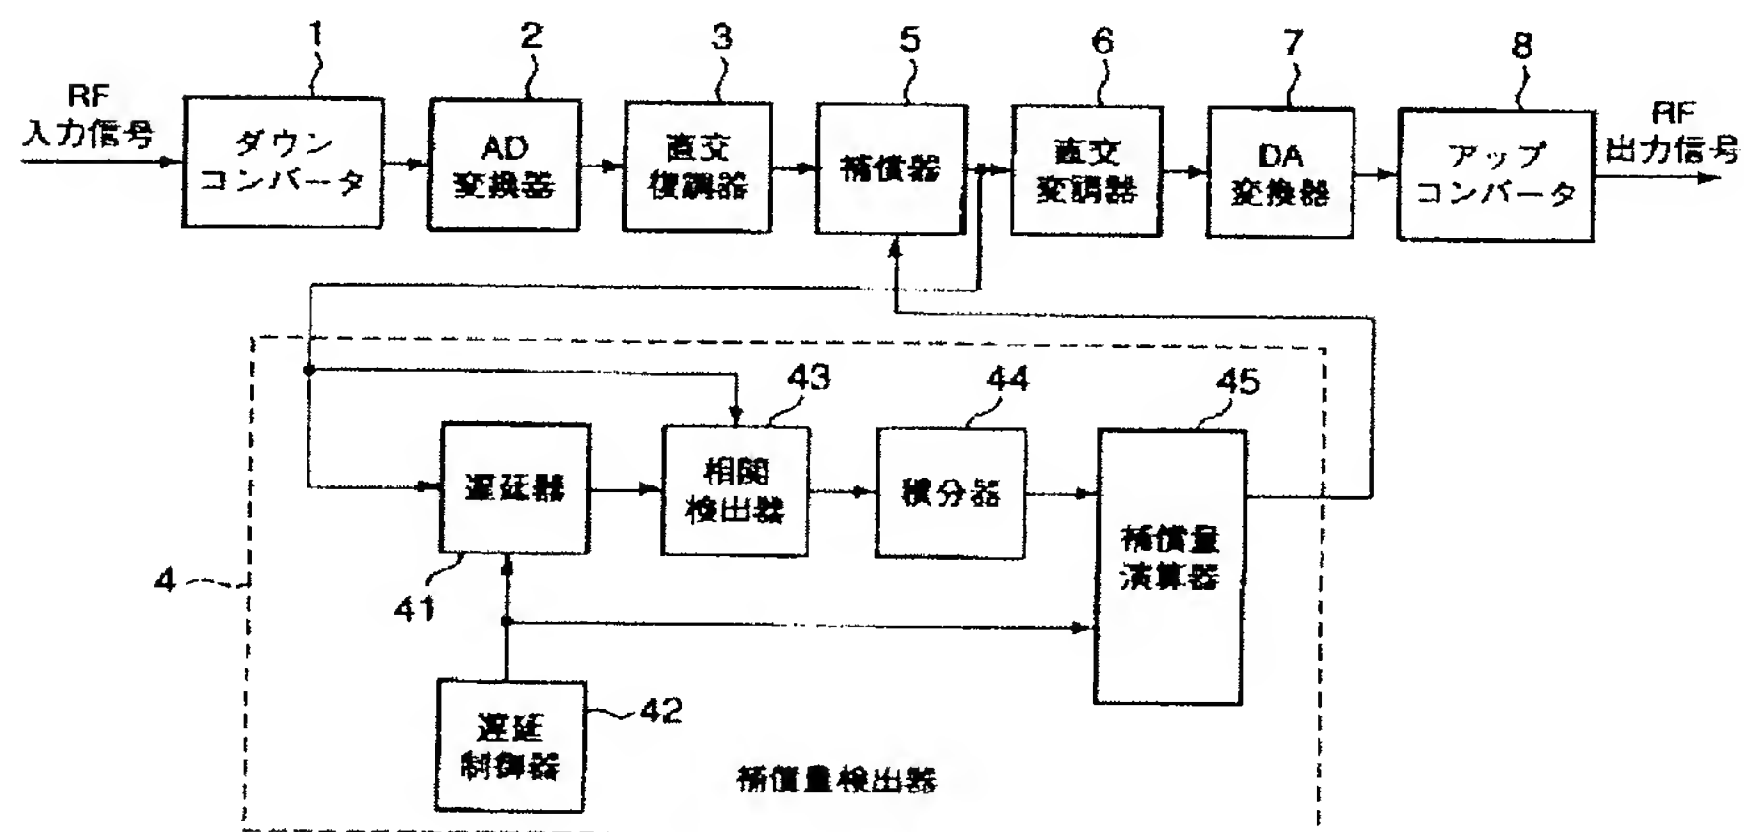 1
2
3
5
6
7
8
RF
入力信号
ダウン
コンバータ
AD
変換器
直交
復調器
補償器
直交
変調器
DA
変換器
アップ
コンバータ
RF
出力信号
43
44
45
遅延器
相関
検出器
積分器
補償量
演算器
4
41
42
遅延
制御器
補償量検出器